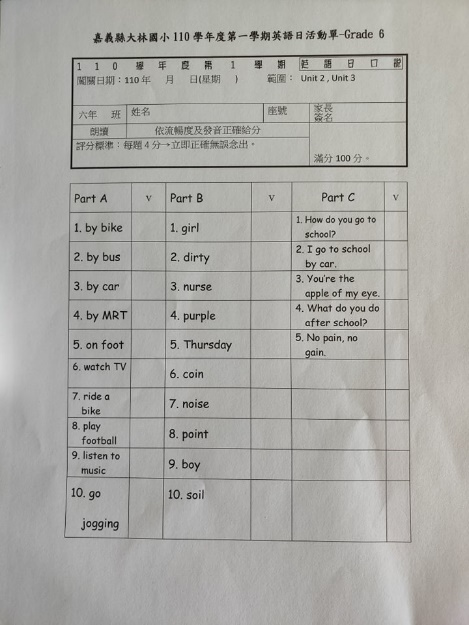 嘉義縣大林國小 110 學年度第一學期英語日活動單-Grade 6
1 1 0 學 年 度 第 1 學 期 英 語 日 口 說
闖關日期：110 年 月 日(星期 ) 範圍： Unit 2 , Unit 3
六年 班 姓名 座號 家長
簽名
朗讀 依流暢度及發音正確給分
評分標準：每題 4 分→立即正確無誤念出。
滿分 100 分。
Part A v Part B v Part C v
1. by bike 1. girl 1. How do you go to
school?
2. by bus 2. dirty 2. I go to school
by car.
3. by car 3. nurse 3. You're the
apple of my eye.
4. by MRT 4. purple 4. What do you do
after school?
5. on foot 5. Thursday 5. No pain, no
gain.
6. watch TV 6. coin
7. ride a
bike 7. noise
8. play
football 8. point
9. listen to
music 9. boy
10. go
jogging 10. soil